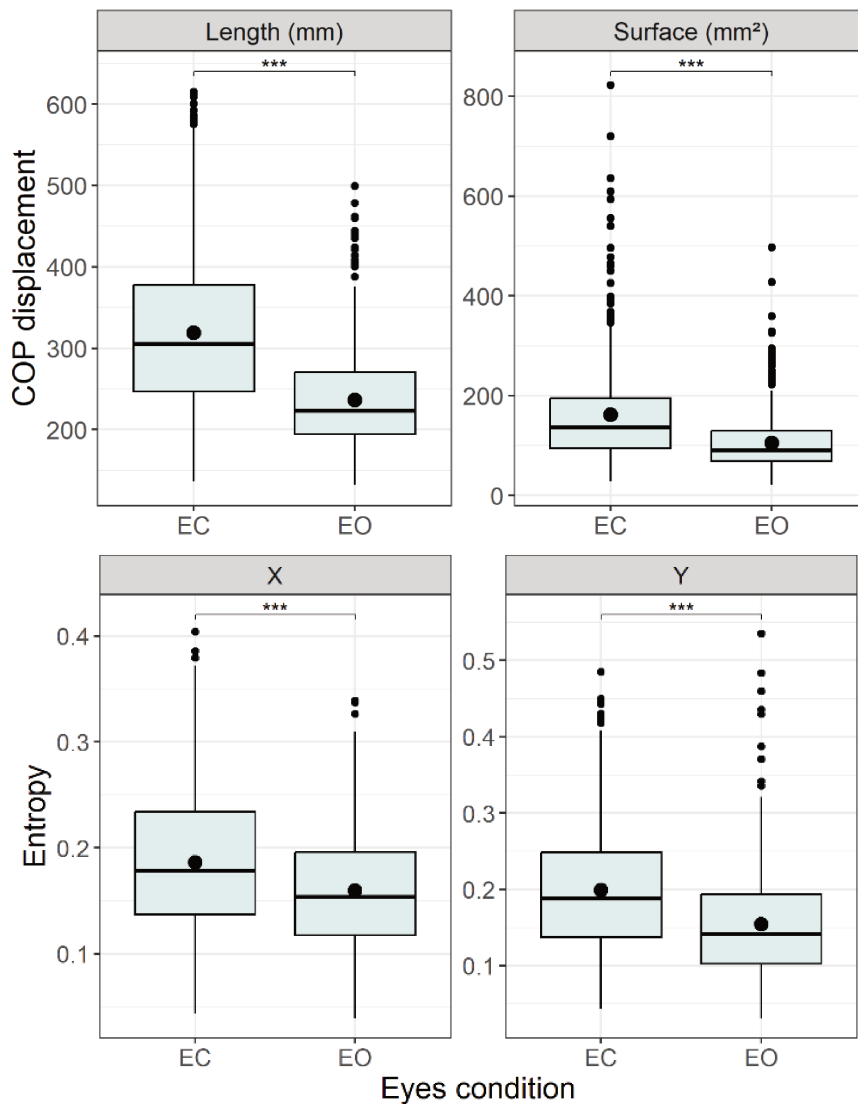 Length (mm)
Surface (mm²)
***
***
COP displacement
600
500
400
300
200
800
600
400
200
0
EC
EO
EC
EO
X
Y
***
***
Entropy
0.4
0.3
0.2
0.1
0.5
0.4
0.3
0.2
0.1
EC
EO
EC
EO
Eyes condition